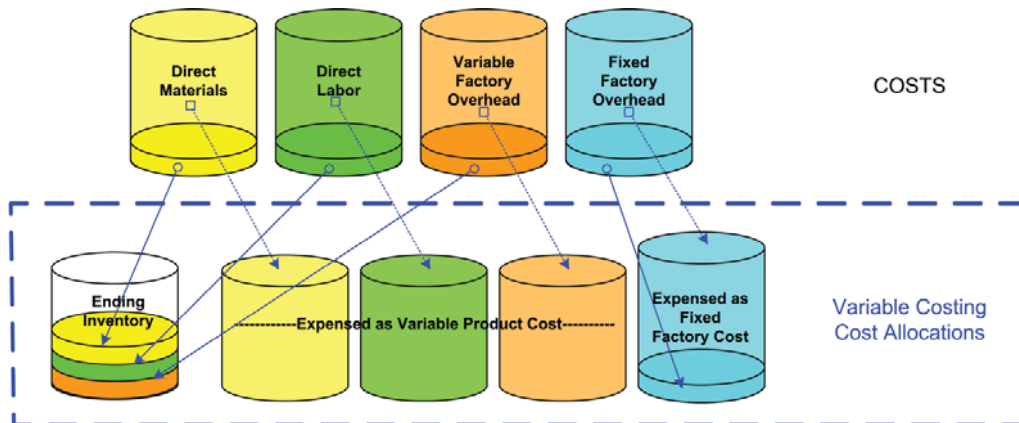 Direct
Materials
Direct
Labor
Variable
Factory
Overhead
Fixed
Factory
Overhead
COSTS
Ending
Inventory
----------Expensed as Variable Product Cost---------
Expensed as
Fixed
Factory Cost
Variable Costing
Cost Allocations